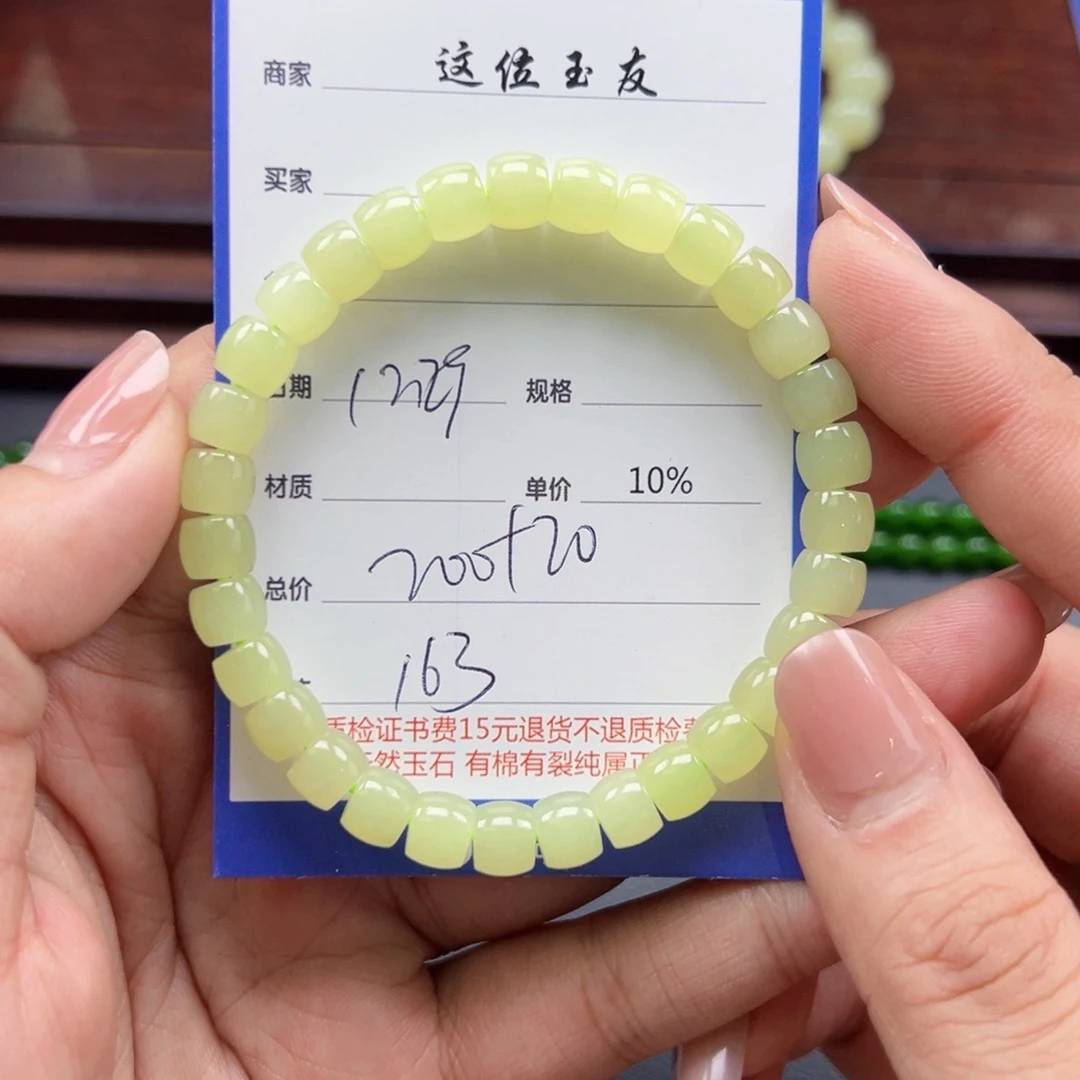 商家 这位玉友
买家
日期 1229 规格
材质 单价 10%
总价 200+20
163
质检证书费15元退货不退质检费
天然玉石 有棉有裂纯属正